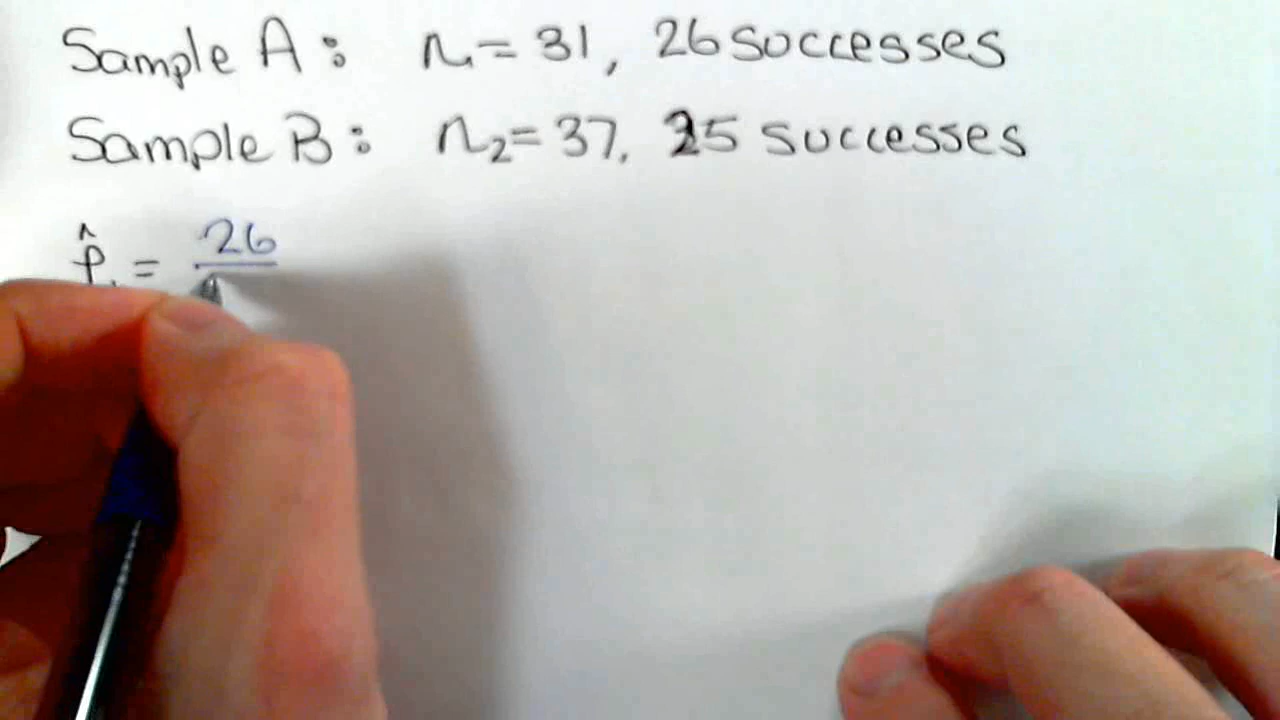 Sample A: n₁ = 31, 26 successes
Sample B: n₂ = 37, 25 successes
p̂₁ = 26